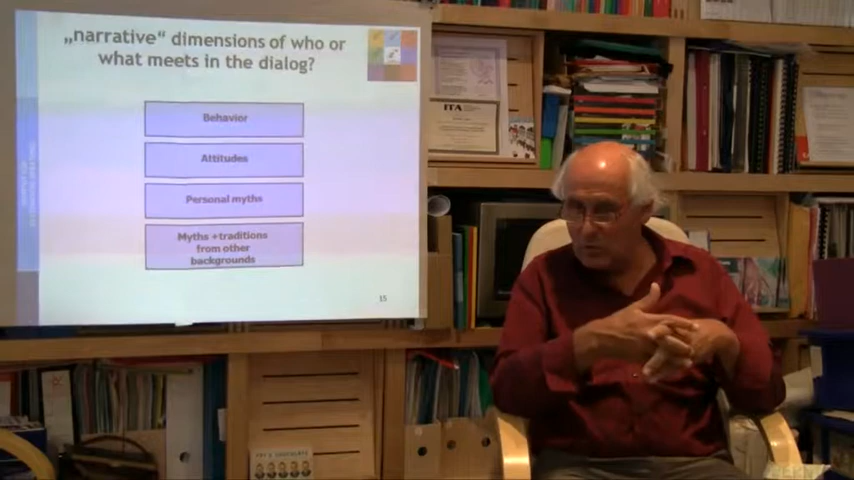 „narrative“ dimensions of who or
what meets in the dialog?
Behavior
Attitudes
Personal myths
Myths +traditions
from other
backgrounds
15
ITA